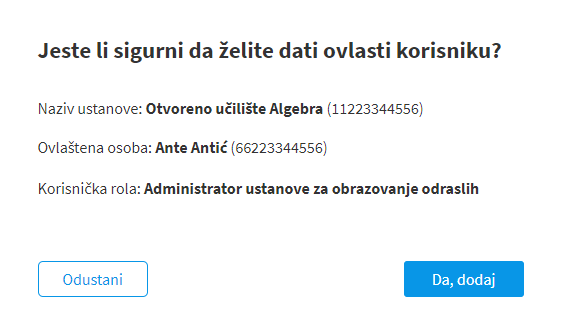 Jeste li sigurni da želite dati ovlasti korisniku?
Naziv ustanove: Otvoreno učilište Algebra (11223344556)
Ovlaštena osoba: Ante Antić (66223344556)
Korisnička rola: Administrator ustanove za obrazovanje odraslih
Odustani
Da, dodaj